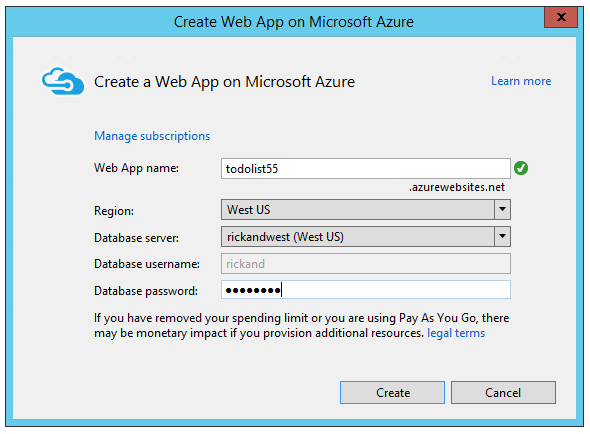 Create Web App on Microsoft Azure
x
Create a Web App on Microsoft Azure
Learn more
Manage subscriptions
Web App name: todolist55
.azurewebsites.net
Region: West US
Database server: rickandwest (West US)
Database username: rickand
Database password: ●●●●●●●●
If you have removed your spending limit or you are using Pay As You Go, there
may be monetary impact if you provision additional resources. legal terms
Create Cancel